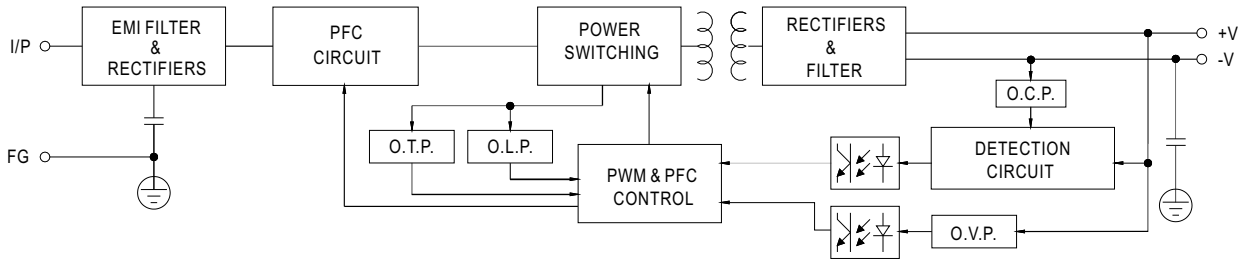 I/P
EMI FILTER
&
RECTIFIERS
PFC
CIRCUIT
POWER
SWITCHING
RECTIFIERS
&
FILTER
+V
-V
O.C.P.
FG
O.T.P.
O.L.P.
PWM & PFC
CONTROL
DETECTION
CIRCUIT
O.V.P.